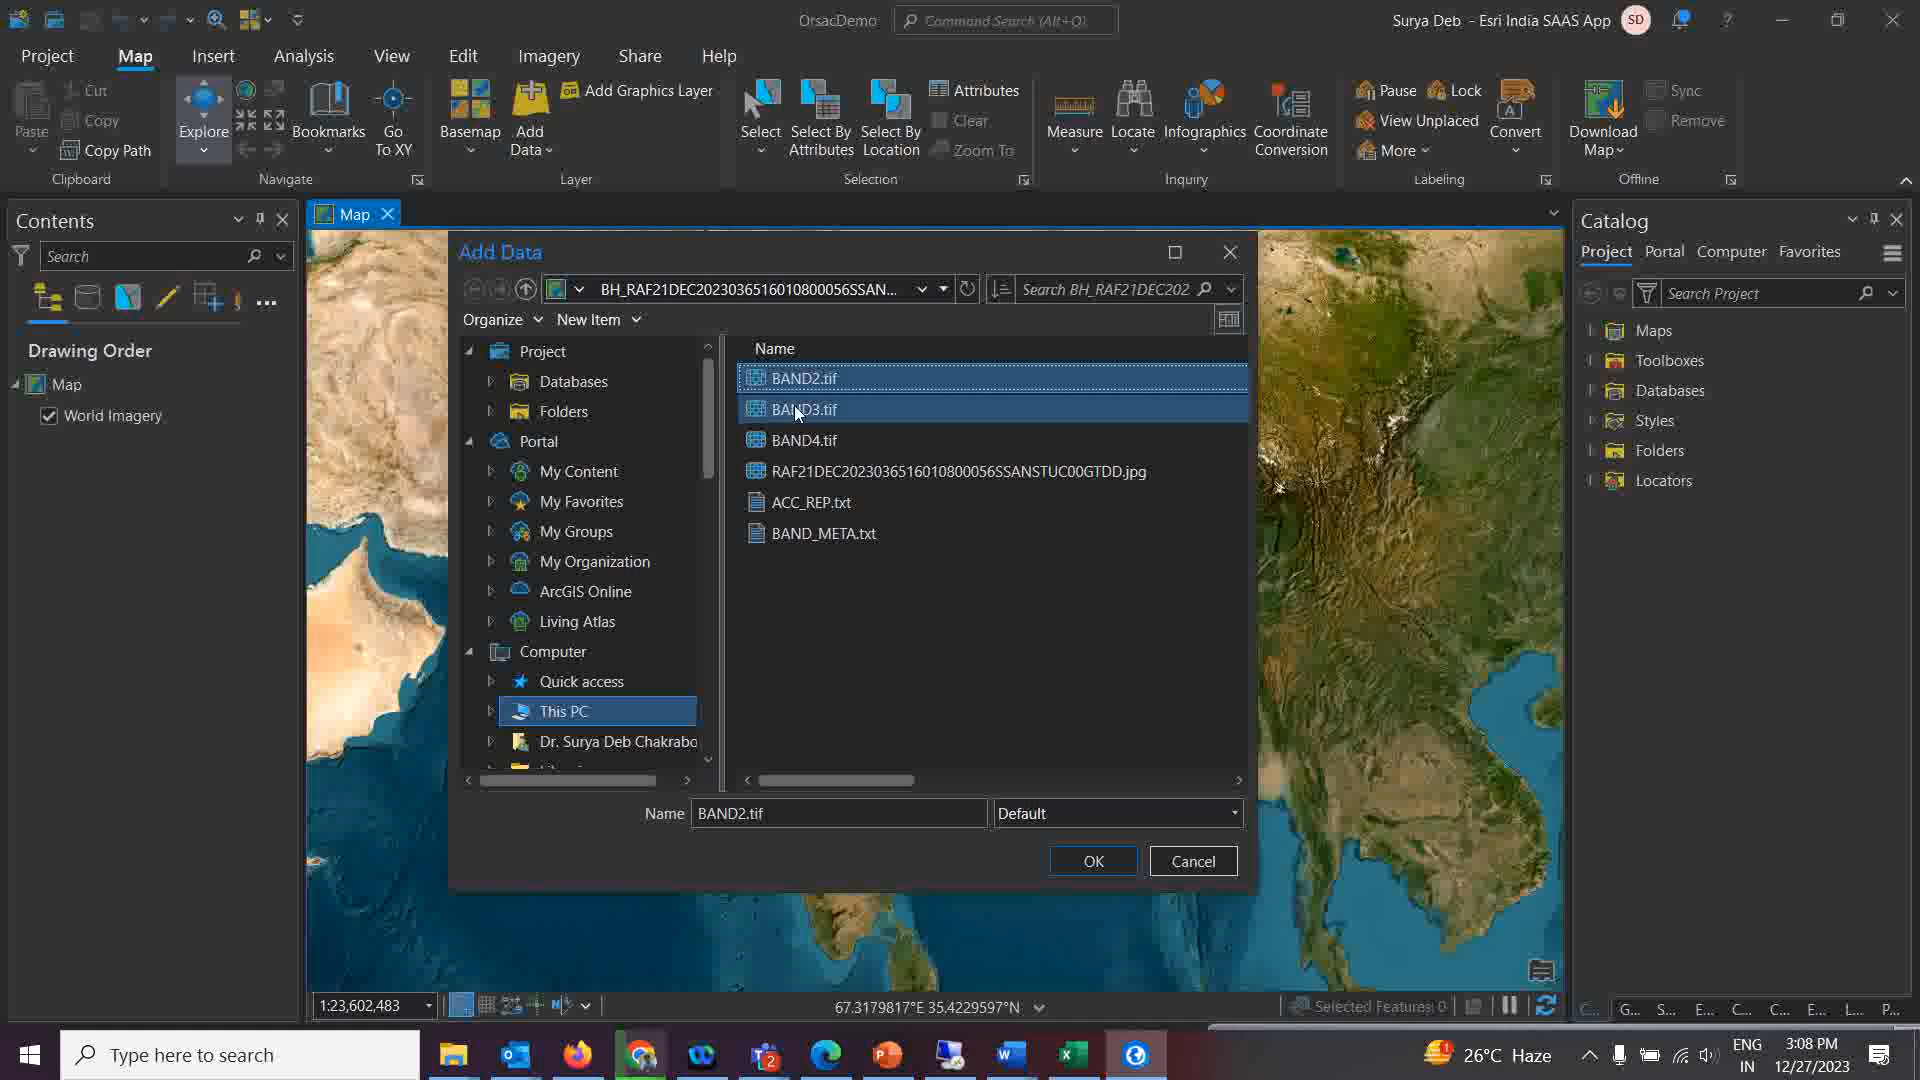 OrsacDemo
Command Search (Alt+Q)
Surya Deb - Esri India SAAS App
SD
?
Project
Map
Insert
Analysis
View
Edit
Imagery
Share
Help
Paste
Cut
Copy
Copy Path
Clipboard
Explore
Bookmarks
Go
To XY
Navigate
Basemap
Add
Data
Add Graphics Layer
Layer
Select
Select By
Attributes
Select By
Location
Attributes
Clear
Zoom To
Selection
Measure
Locate
Infographics
Coordinate
Conversion
Inquiry
Pause
Lock
View Unplaced
More
Convert
Labeling
Download
Map
Sync
Remove
Offline
Contents
Search
Drawing Order
Map
World Imagery
Map
Add Data
BH_RAF21DEC2023036516010800056SSAN...
Search BH_RAF21DEC202
Organize
New Item
Project
Databases
Folders
Portal
My Content
My Favorites
My Groups
My Organization
ArcGIS Online
Living Atlas
Computer
Quick access
This PC
Dr. Surya Deb Chakrabo
Name
BAND2.tif
BAND3.tif
BAND4.tif
RAF21DEC2023036516010800056SSANSTUC00GTDD.jpg
ACC_REP.txt
BAND_META.txt
Name
BAND2.tif
Default
OK
Cancel
Catalog
Project
Portal
Computer
Favorites
Search Project
Maps
Toolboxes
Databases
Styles
Folders
Locators
1:23,602,483
67.3179817°E 35.4229597°N
Selected Features: 0
C...
G...
S...
E...
C...
C...
E...
L...
P...
Type here to search
2
1
26°C Haze
ENG
IN
3:08 PM
12/27/2023